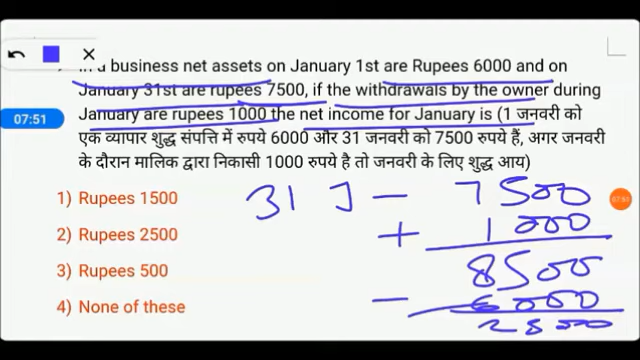 In a business net assets on January 1st are Rupees 6000 and on
January 31st are rupees 7500, if the withdrawals by the owner during
January are rupees 1000 the net income for January is (1 जनवरी को
एक व्यापार शुद्ध संपत्ति में रुपये 6000 और 31 जनवरी को 7500 रुपये हैं, अगर जनवरी
के दौरान मालिक द्वारा निकासी 1000 रुपये है तो जनवरी के लिए शुद्ध आय)
07:51
1) Rupees 1500
2) Rupees 2500
3) Rupees 500
4) None of these
31 J - 7500
+ 1000
8500
- 6000
2500